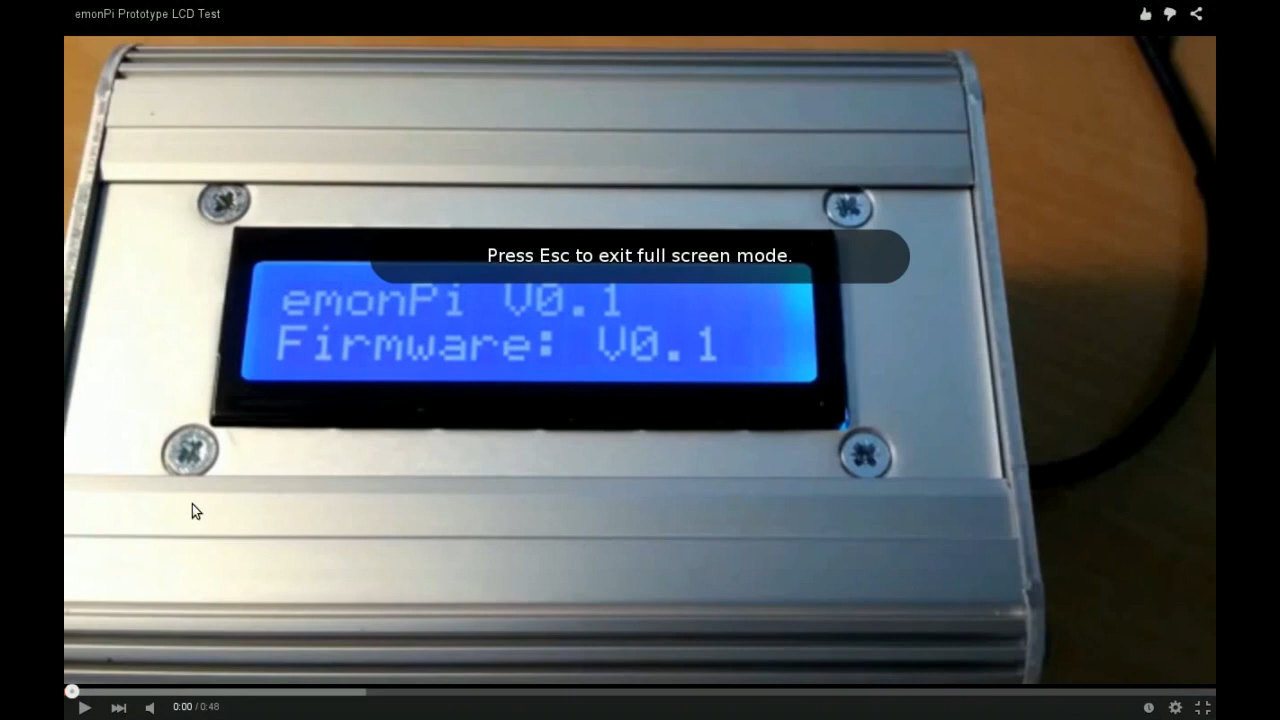 emonPi Prototype LCD Test
Press Esc to exit full screen mode.
emonPi V0.1
Firmware: V0.1
0:00 / 0:48